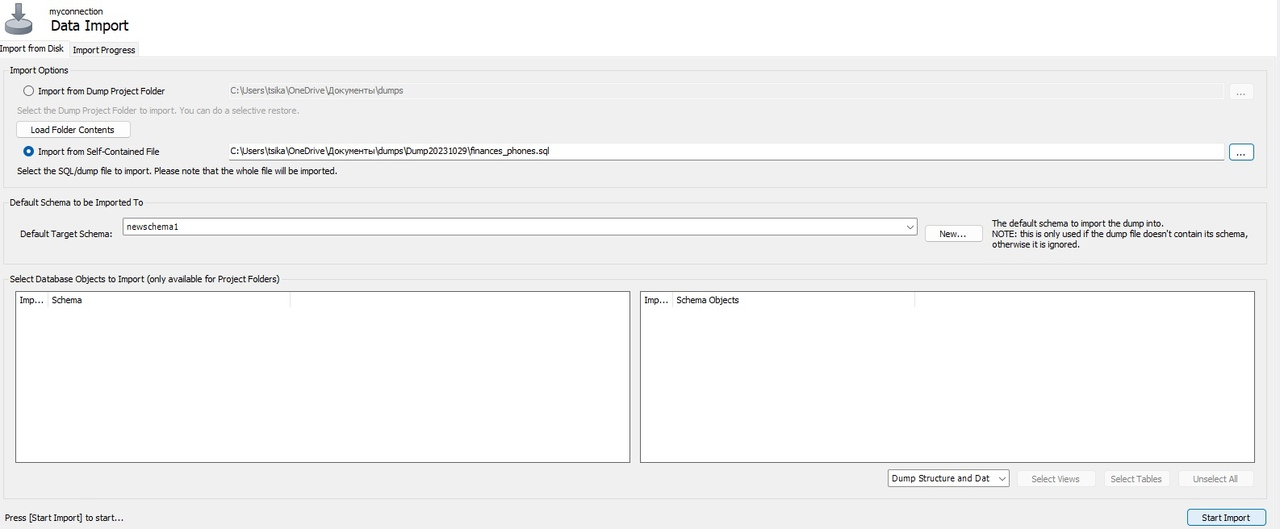 myconnection
Data Import
Import from Disk Import Progress
Import Options
Import from Dump Project Folder C:\Users\tsika\OneDrive\Документы\dumps ...
Select the Dump Project Folder to import. You can do a selective restore.
Load Folder Contents
Import from Self-Contained File C:\Users\tsika\OneDrive\Документы\dumps\Dump20231029\finances_phones.sql ...
Select the SQL/dump file to import. Please note that the whole file will be imported.
Default Schema to be Imported To
Default Target Schema: newschema1 New...
The default schema to import the dump into.
NOTE: this is only used if the dump file doesn't contain its schema,
otherwise it is ignored.
Select Database Objects to Import (only available for Project Folders)
Imp... Schema Imp... Schema Objects
Dump Structure and Dat Select Views Select Tables Unselect All
Press [Start Import] to start... Start Import